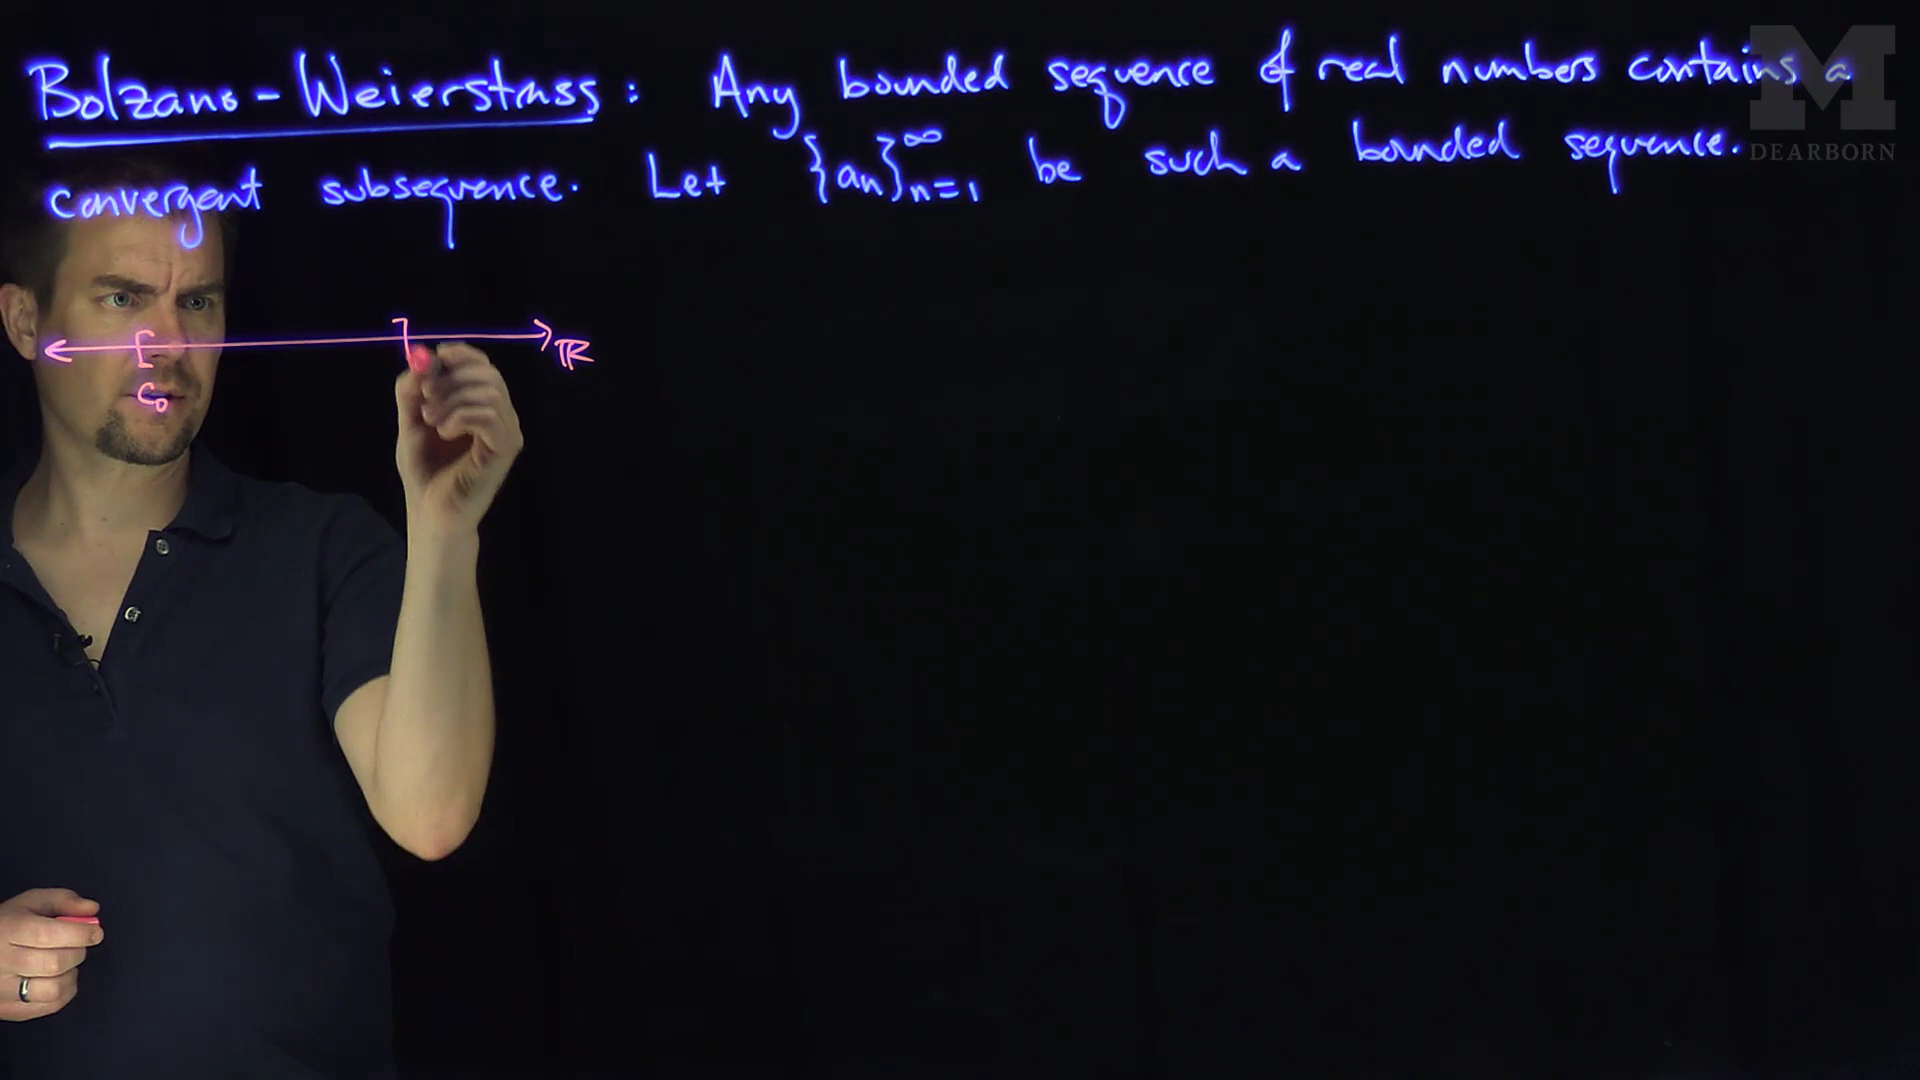 Bolzano-Weierstrass: Any bounded sequence of real numbers contains a
convergent subsequence. Let {an}∞n=1 be such a bounded sequence.
M
DEARBORN
[ ] ℝ
c0